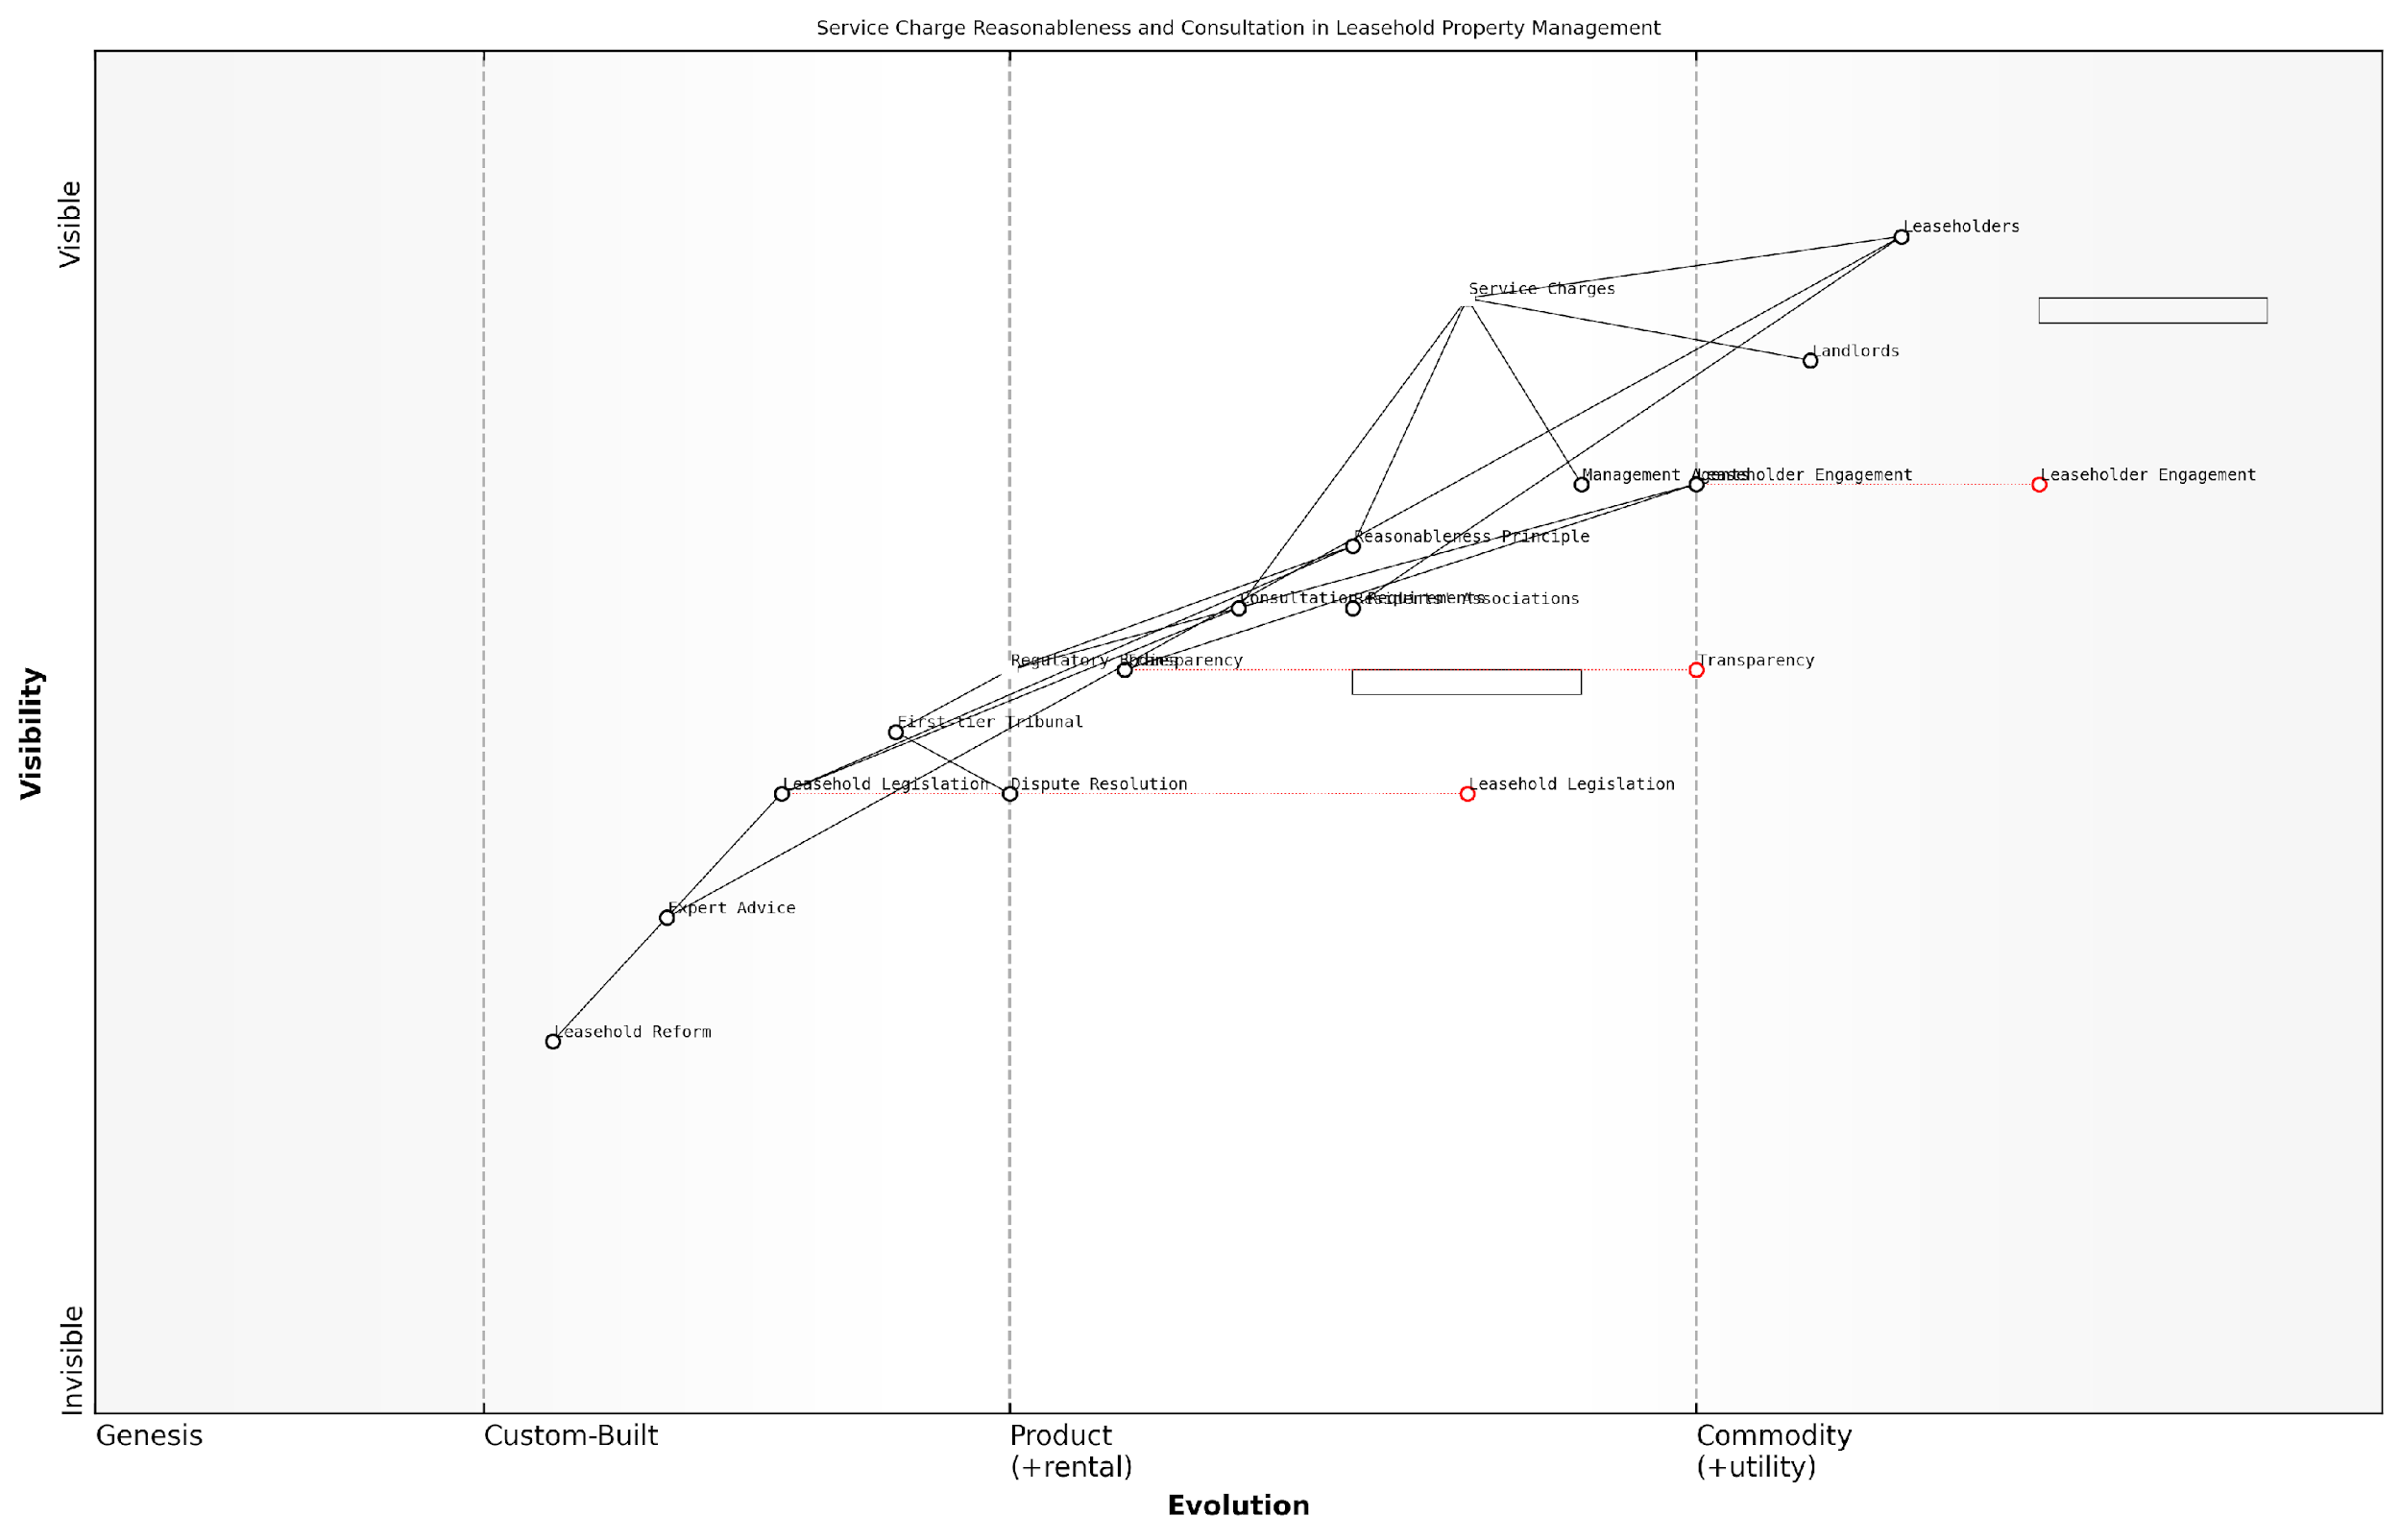 Service Charge Reasonableness and Consultation in Leasehold Property Management
Visible
Leaseholders
Service Charges
Landlords
Management Agents
Leaseholder Engagement
Leaseholder Engagement
Reasonableness Principle
Consultation Requirements
Residents' Associations
Regulatory Bodies
Transparency
Transparency
First-tier Tribunal
Leasehold Legislation
Dispute Resolution
Leasehold Legislation
Expert Advice
Leasehold Reform
Visibility
Invisible
Genesis
Custom-Built
Product
(+rental)
Commodity
(+utility)
Evolution